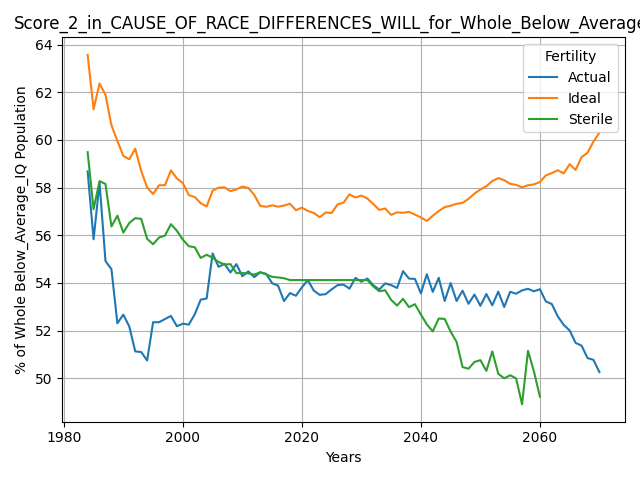 Score_2_in_CAUSE_OF_RACE_DIFFERENCES_WILL_for_Whole_Below_Average
64
62
60
58
56
54
52
50
% of Whole Below_Average_IQ Population
Fertility
Actual
Ideal
Sterile
1980
2000
2020
2040
2060
Years